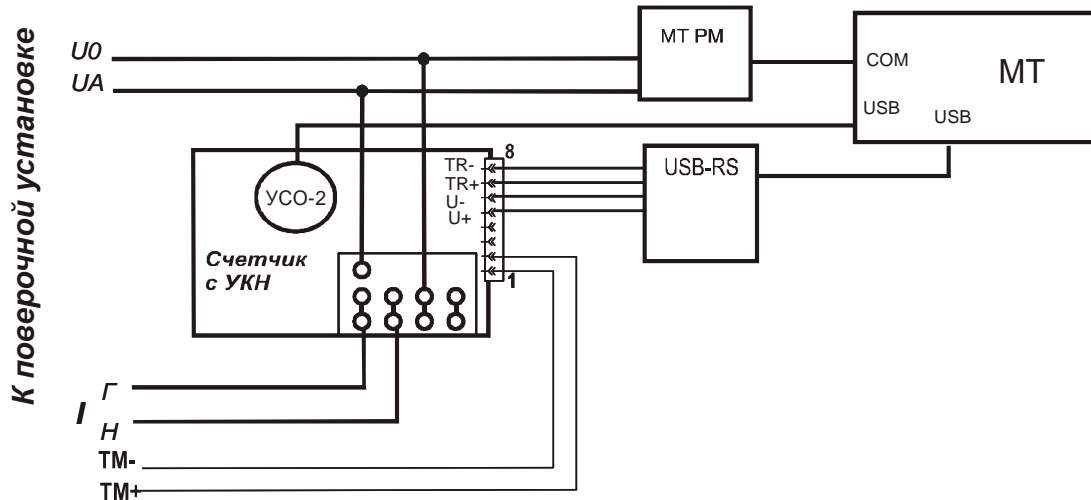 К поверочной установке
U0
UA
МТ РМ
COM
МТ
USB
USB
8
TR-
TR+
U-
U+
USB-RS
УСО-2
Счетчик
с УКН
1
Г
I
Н
ТМ-
ТМ+